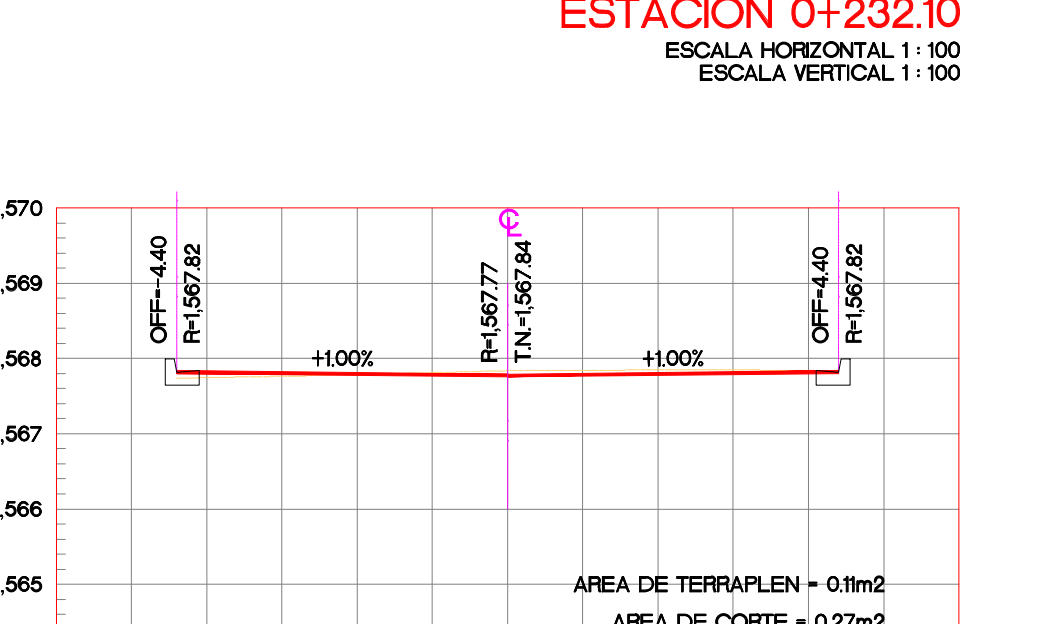 ESTACION 0+232.10
ESCALA HORIZONTAL 1 : 100
ESCALA VERTICAL 1 : 100
,570
,569
,568
,567
,566
,565
OFF=-4.40
R=1,567.82
+1.00%
CL
R=1,567.77
T.N.=1,567.84
+1.00%
OFF=4.40
R=1,567.82
AREA DE TERRAPLEN = 0.11m2
AREA DE CORTE = 0.27m2